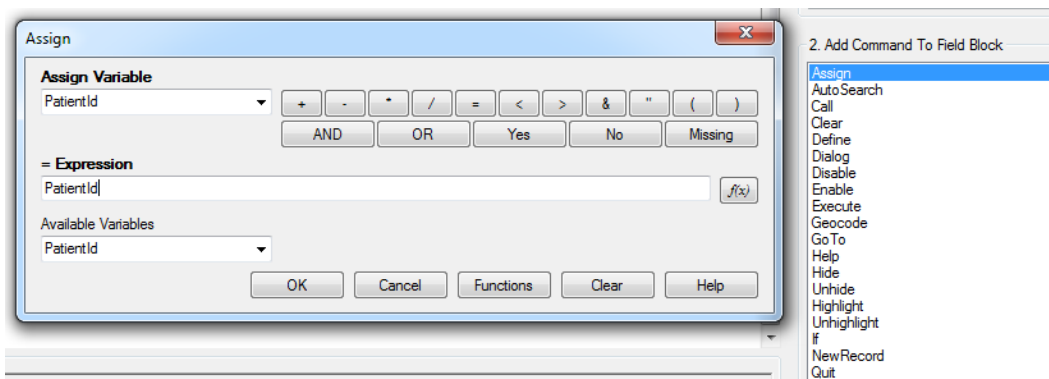 Assign
Assign Variable
PatientId
+ - * / = < > & " ( )
AND OR Yes No Missing
= Expression
PatientId
f(x)
Available Variables
PatientId
OK Cancel Functions Clear Help
2. Add Command To Field Block
Assign
AutoSearch
Call
Clear
Define
Dialog
Disable
Enable
Execute
Geocode
GoTo
Help
Hide
Unhide
Highlight
Unhighlight
If
NewRecord
Quit